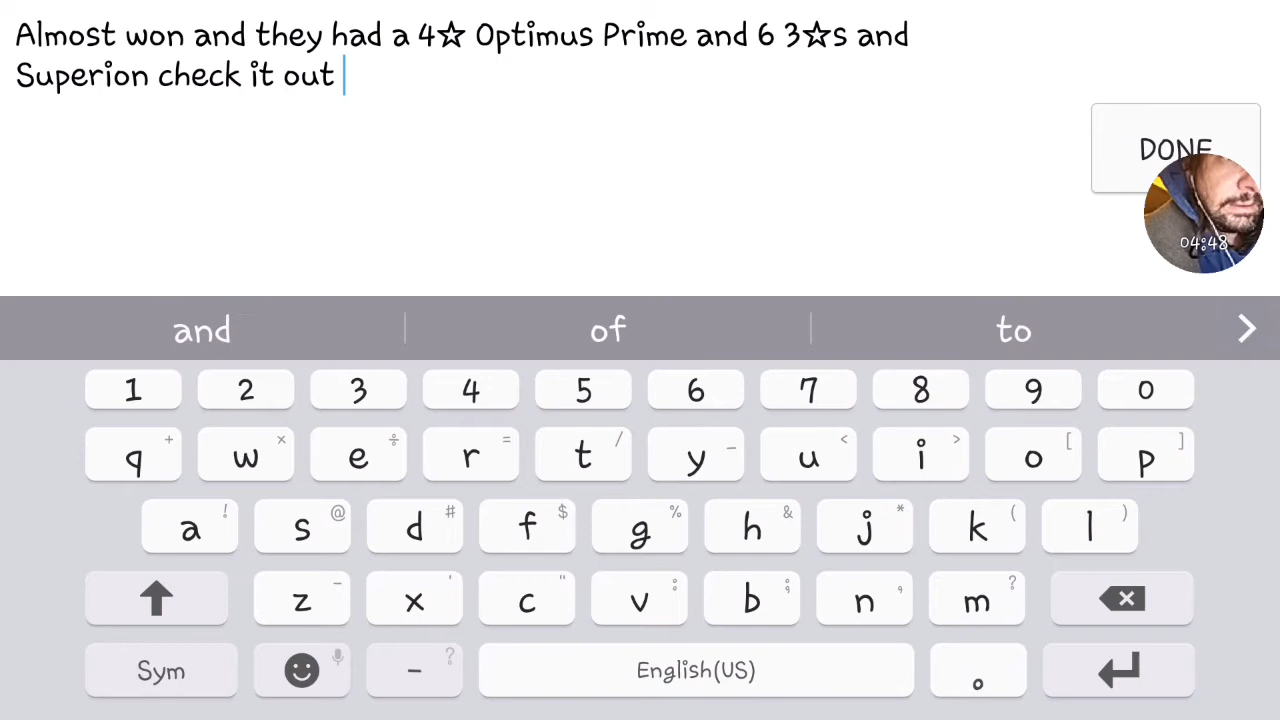 Almost won and they had a 4☆ Optimus Prime and 6 3☆s and
Superion check it out
DONE
04:48
and of to
1 2 3 4 5 6 7 8 9 0
q + w × e ÷ r = t / y _ u < i > o [ p ]
a ! s @ d # f $ g % h & j * k ( l )
z - x ' c " v : b ; n , m ?
Sym - ? English(US) .